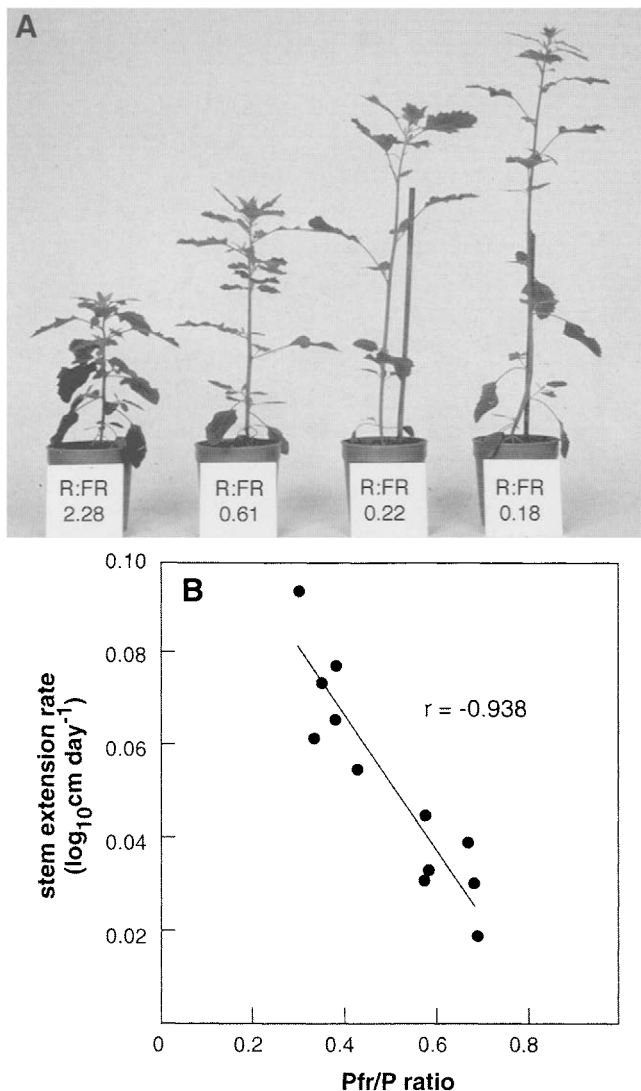 A
R:FR
2.28
R:FR
0.61
R:FR
0.22
R:FR
0.18
B
0.10
0.08
0.06
0.04
0.02
0
0.2
0.4
0.6
0.8
r = -0.938
stem extension rate
(log10cm day-1)
Pfr/P ratio